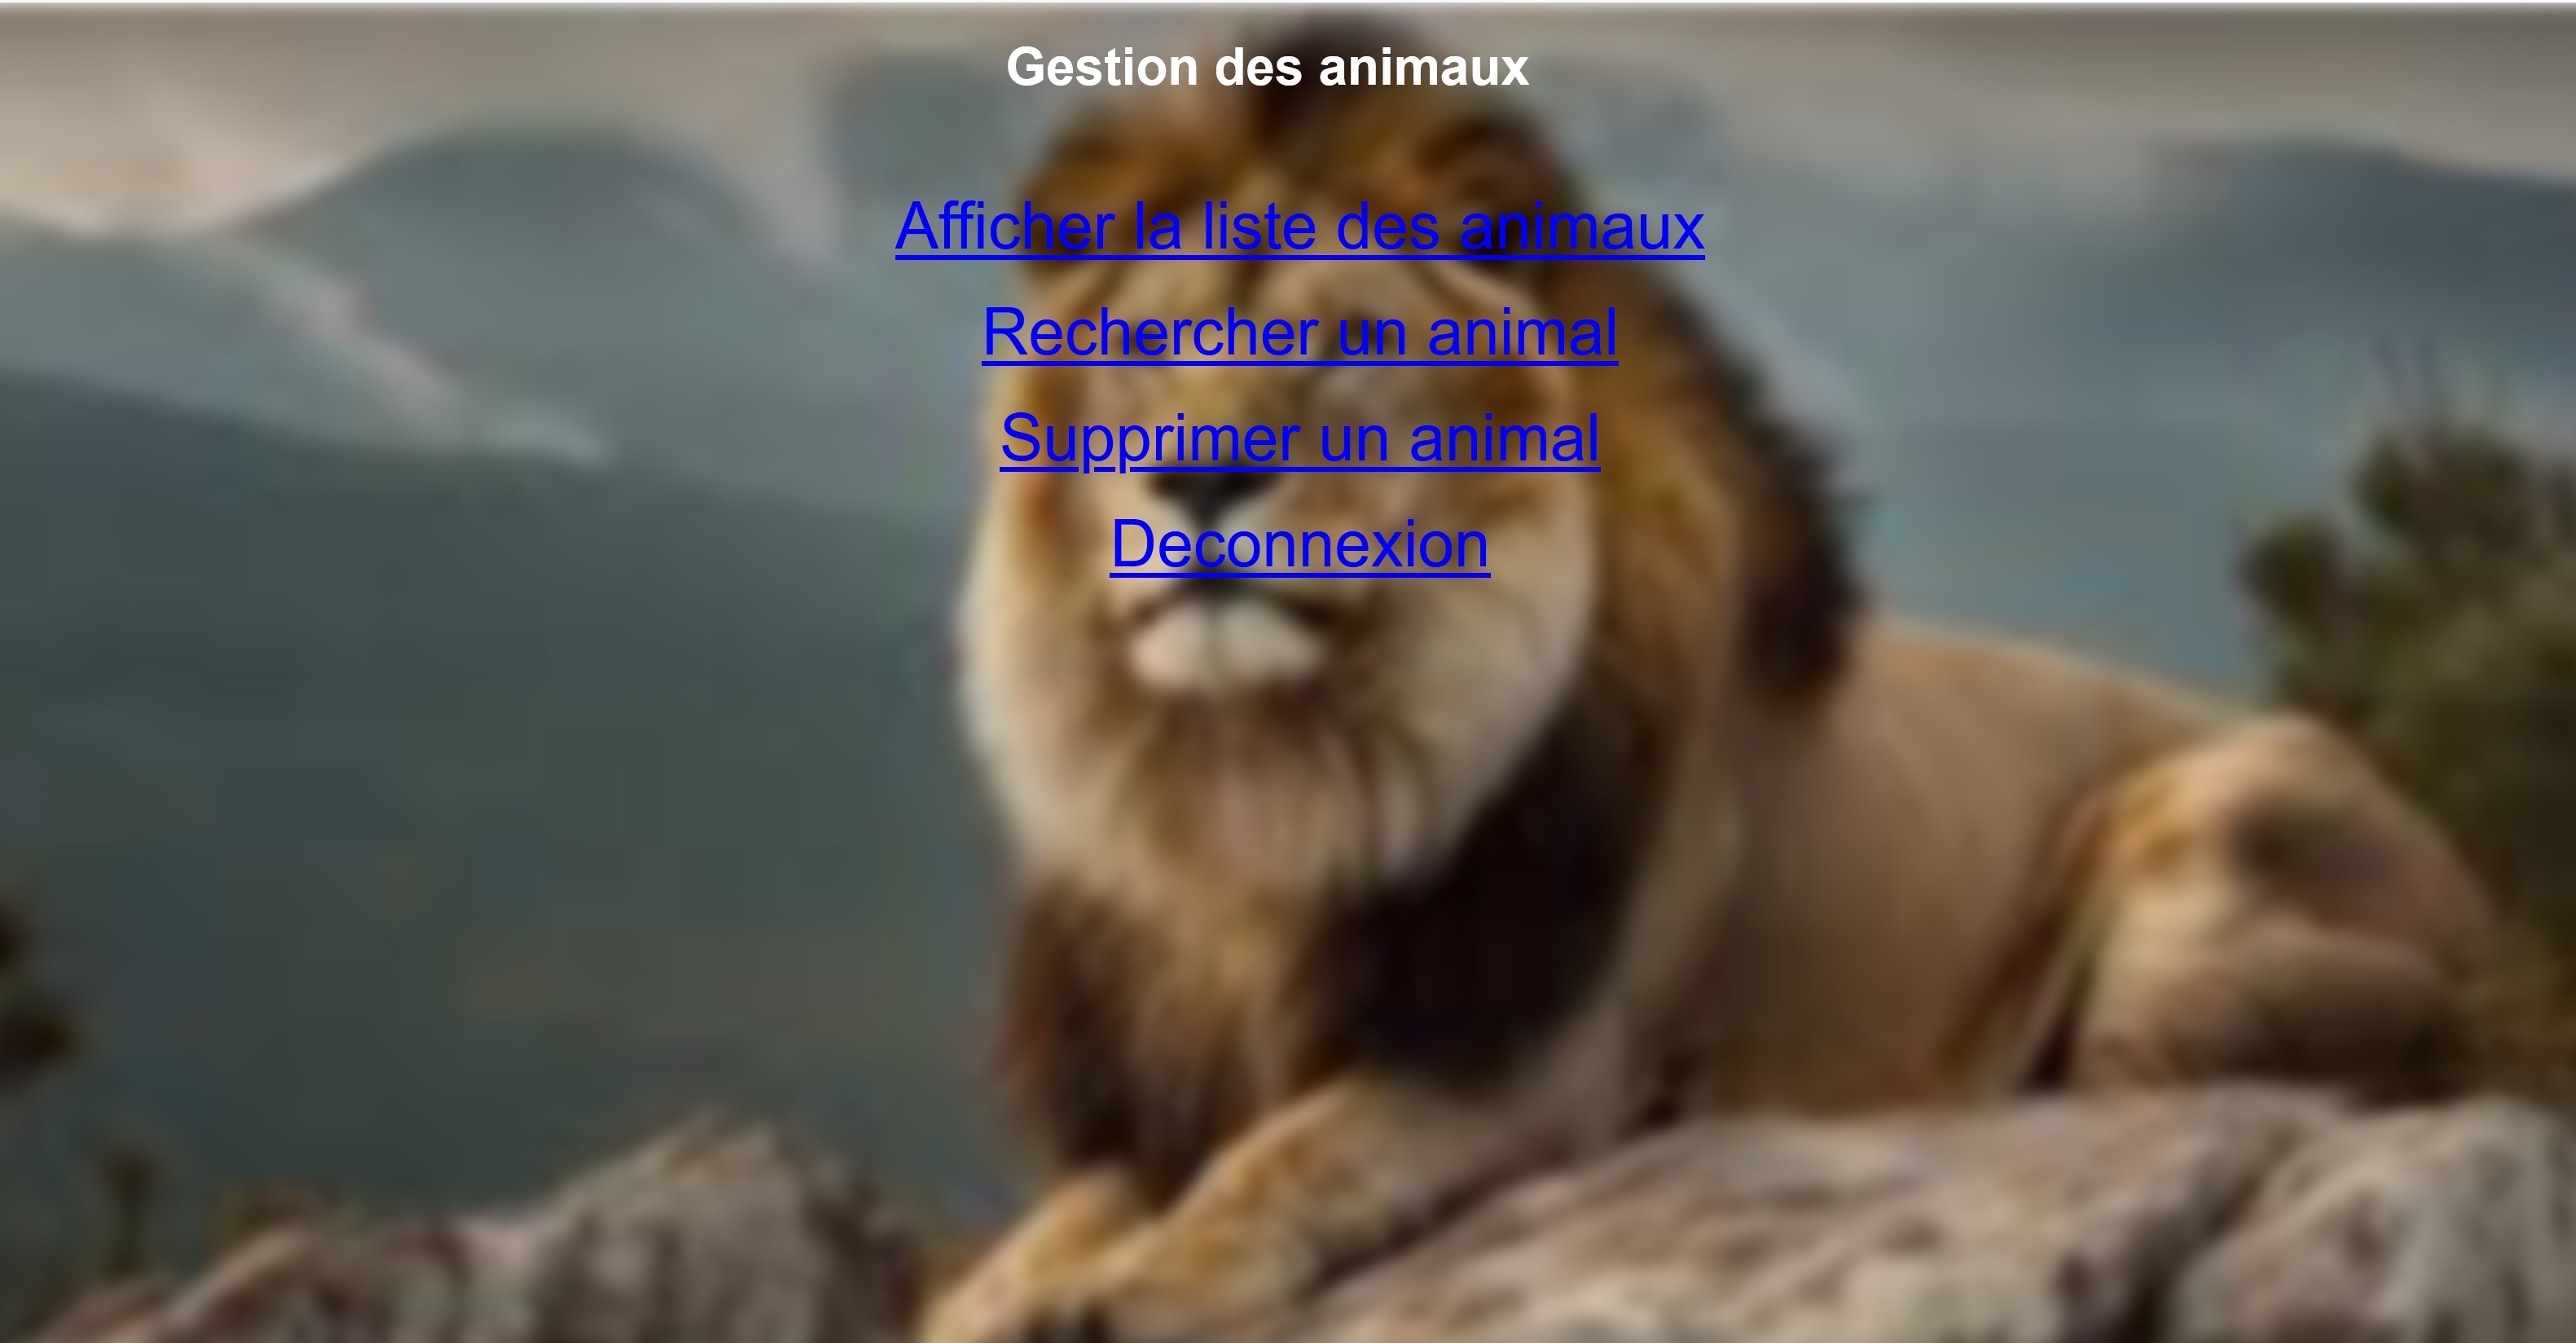 Gestion des animaux
Afficher la liste des animaux
Rechercher un animal
Supprimer un animal
Deconnexion